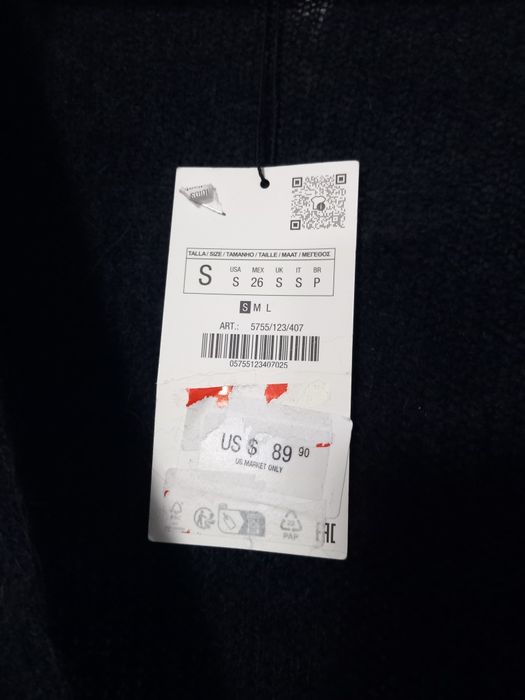 TALLA / SIZE / TAMANHO / TAILLE / MAAT / ΜΕΓΕΘΟΣ
S USA MEX UK IT BR
S 26 S S P
S M L
ART.: 5755/123/407
05755123407025
US $ 89 90
US MARKET ONLY
PAP
EAC